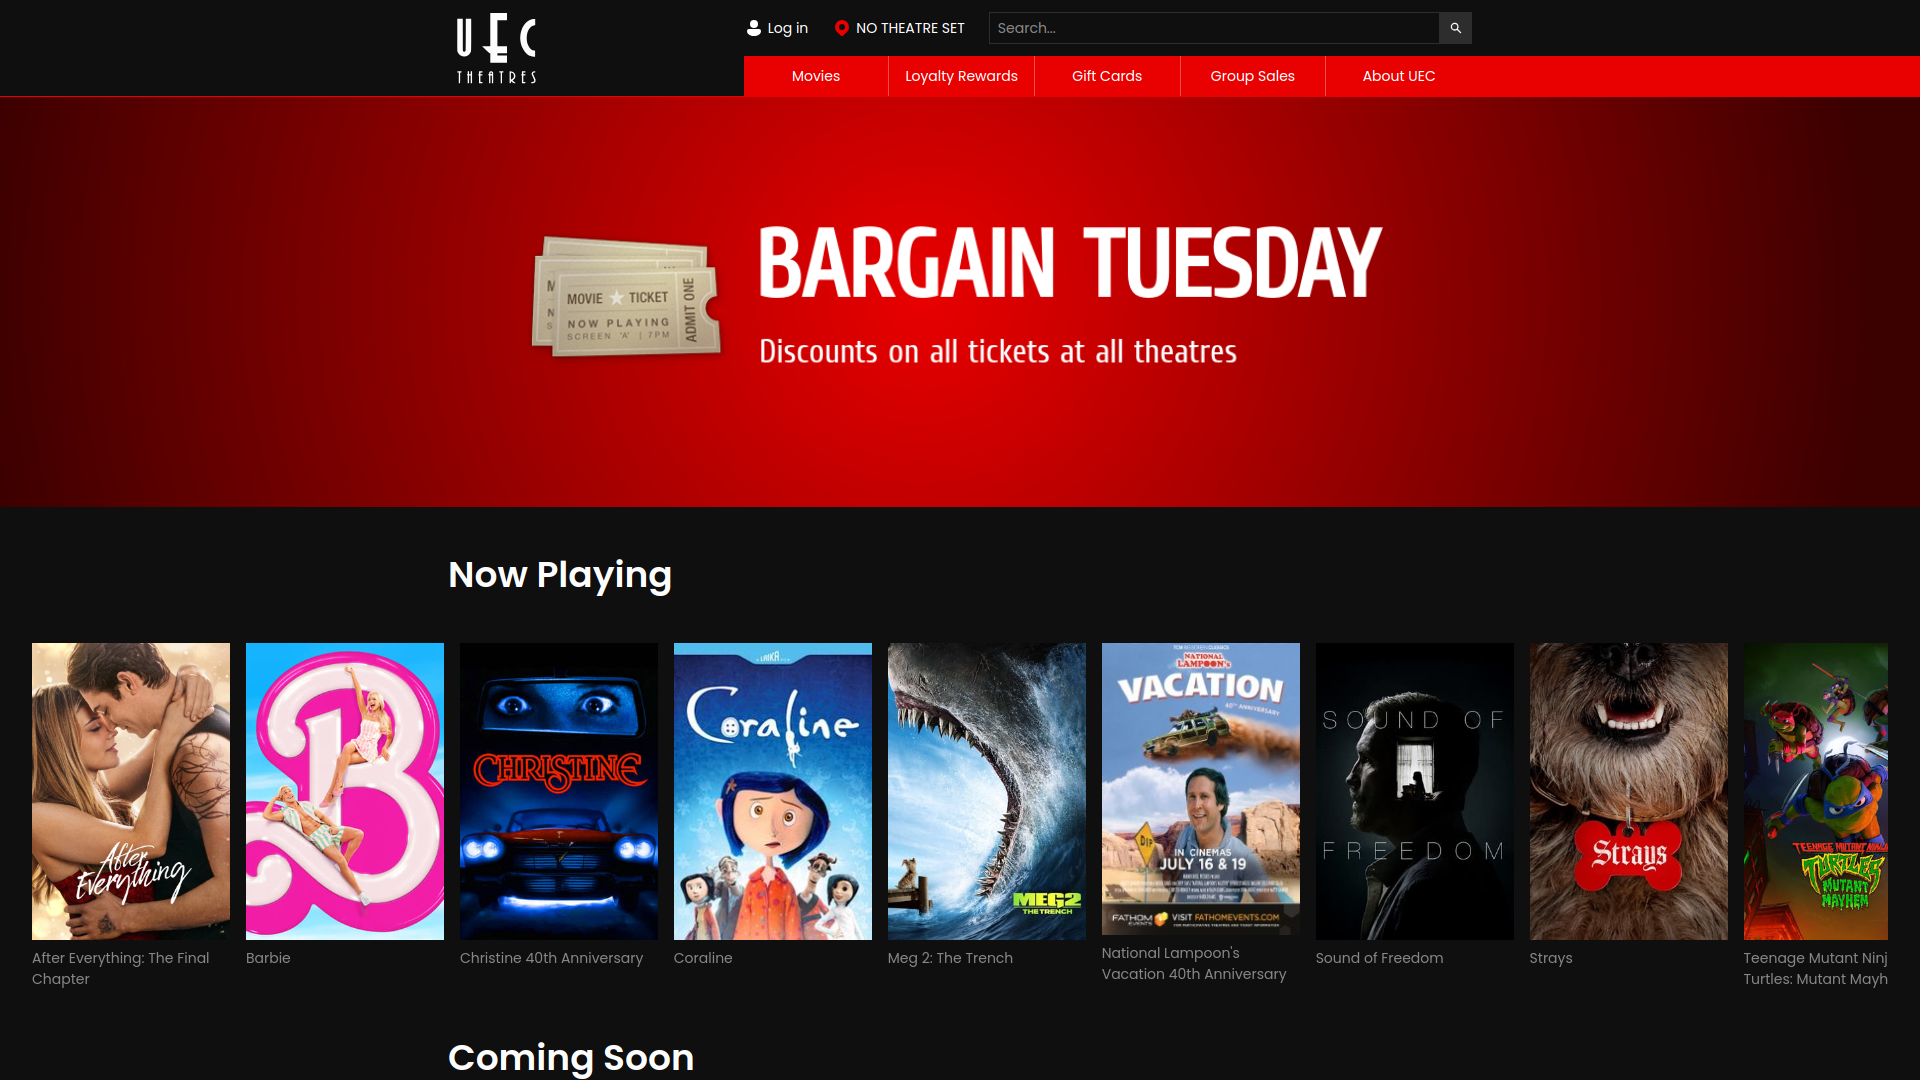 UEC
THEATRES
Log in
NO THEATRE SET
Search...
Movies
Loyalty Rewards
Gift Cards
Group Sales
About UEC
MOVIE TICKET
NOW PLAYING
SCREEN "A" | 7PM
ADMIT ONE
BARGAIN TUESDAY
Discounts on all tickets at all theatres
Now Playing
After
Everything
B
CHRISTINE
LAIKA
Coraline
MEG2
THE TRENCH
NATIONAL
LAMPOON'S
VACATION
40TH ANNIVERSARY
DIP
IN CINEMAS
JULY 16 & 19
FATHOM
EVENTS
VISIT FATHOMEVENTS.COM
SOUND OF
FREEDOM
Strays
TEENAGE MUTANT NINJA
TURTLES
MUTANT
MAYHEM
After Everything: The Final
Chapter
Barbie
Christine 40th Anniversary
Coraline
Meg 2: The Trench
National Lampoon's
Vacation 40th Anniversary
Sound of Freedom
Strays
Teenage Mutant Ninj
Turtles: Mutant Mayh
Coming Soon